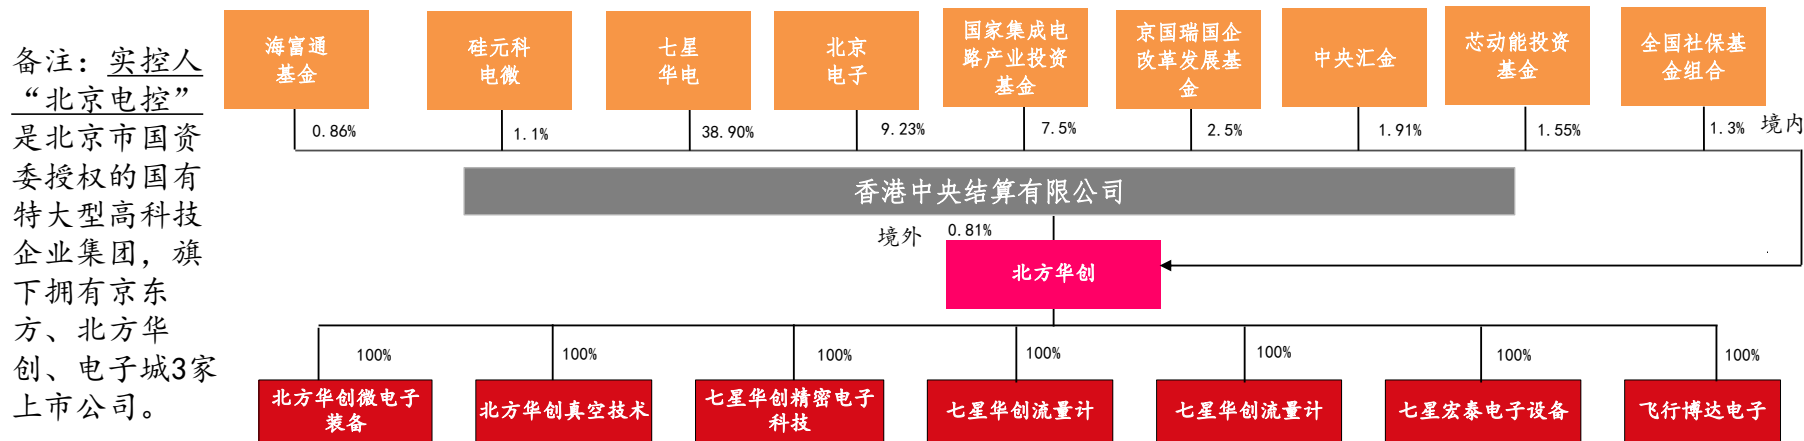 备注：实控人
“北京电控”
是北京市国资
委授权的国有
特大型高科技
企业集团，旗
下拥有京东
方、北方华
创、电子城3家
上市公司。
海富通
基金
硅元科
电微
七星
华电
北京
电子
国家集成电
路产业投资
基金
京国瑞国企
改革发展基
金
中央汇金
芯动能投资
基金
全国社保基
金组合
0.86%
1.1%
38.90%
9.23%
7.5%
2.5%
1.91%
1.55%
1.3%
境内
香港中央结算有限公司
境外
0.81%
北方华创
100%
100%
100%
100%
100%
100%
100%
北方华创微电子
装备
北方华创真空技术
七星华创精密电子
科技
七星华创流量计
七星华创流量计
七星宏泰电子设备
飞行博达电子